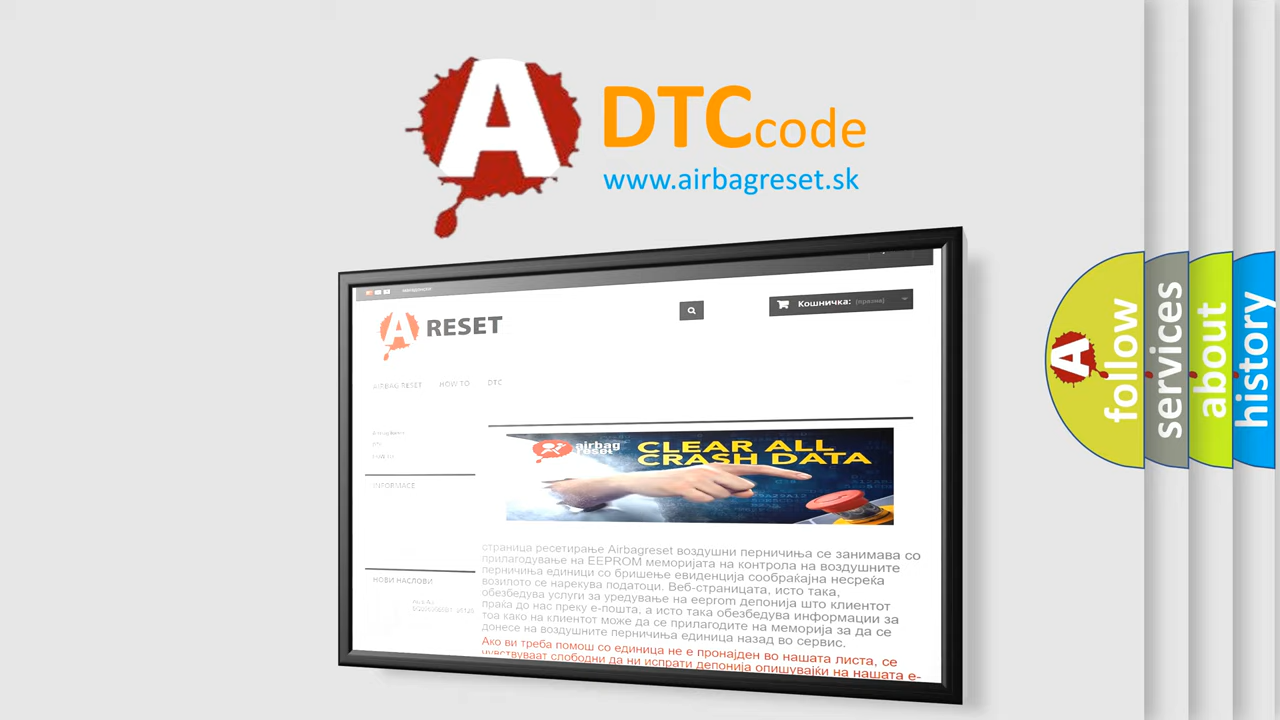 A
DTC code
www.airbagreset.sk
Кошничка: (празна)
A RESET
AIRBAG RESET HOW TO DTC
airbag
reset
CLEAR ALL
CRASH DATA
INFORMACE
страница ресетирање Airbagreset воздушни перничиња се занимава со
прилагодување на EEPROM меморијата на контрола на воздушните
перничиња единици со бришење евиденција сообраќајна несреќа
возилото се нарекува податоци. Веб-страницата, исто така,
обезбедува услуги за уредување на eeprom депонија што клиентот
праќа до нас преку е-пошта, а исто така обезбедува информации за
тоа како на клиентот може да се прилагодите на меморија за да се
донесе на воздушните перничиња единица назад во сервис.
Ако ви треба помош со единица не е пронајден во нашата листа, се
чувствуваат слободни да ни испрати депонија опишувајќи на нашата е-
НОВИ НАСЛОВИ
A
follow
services
about
history